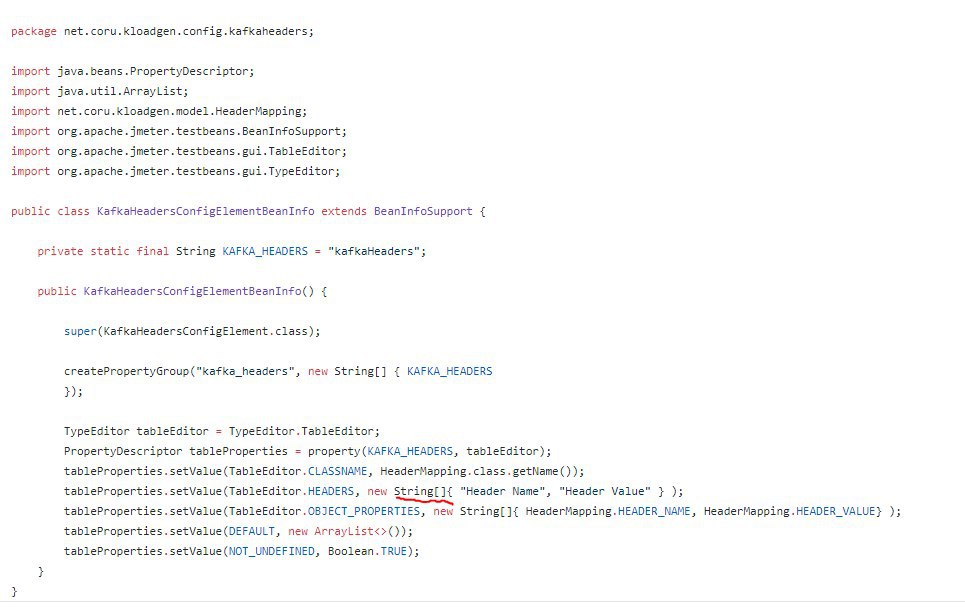 package net.coru.kloadgen.config.kafkaheaders;
import java.beans.PropertyDescriptor;
import java.util.ArrayList;
import net.coru.kloadgen.model.HeaderMapping;
import org.apache.jmeter.testbeans.BeanInfoSupport;
import org.apache.jmeter.testbeans.gui.TableEditor;
import org.apache.jmeter.testbeans.gui.TypeEditor;
public class KafkaHeadersConfigElementBeanInfo extends BeanInfoSupport {
private static final String KAFKA_HEADERS = "kafkaHeaders";
public KafkaHeadersConfigElementBeanInfo() {
super(KafkaHeadersConfigElement.class);
createPropertyGroup("kafka_headers", new String[] { KAFKA_HEADERS
});
TypeEditor tableEditor = TypeEditor.TableEditor;
PropertyDescriptor tableProperties = property(KAFKA_HEADERS, tableEditor);
tableProperties.setValue(TableEditor.CLASSNAME, HeaderMapping.class.getName());
tableProperties.setValue(TableEditor.HEADERS, new String[]{ "Header Name", "Header Value" } );
tableProperties.setValue(TableEditor.OBJECT_PROPERTIES, new String[]{ HeaderMapping.HEADER_NAME, HeaderMapping.HEADER_VALUE} );
tableProperties.setValue(DEFAULT, new ArrayList<>());
tableProperties.setValue(NOT_UNDEFINED, Boolean.TRUE);
}
}